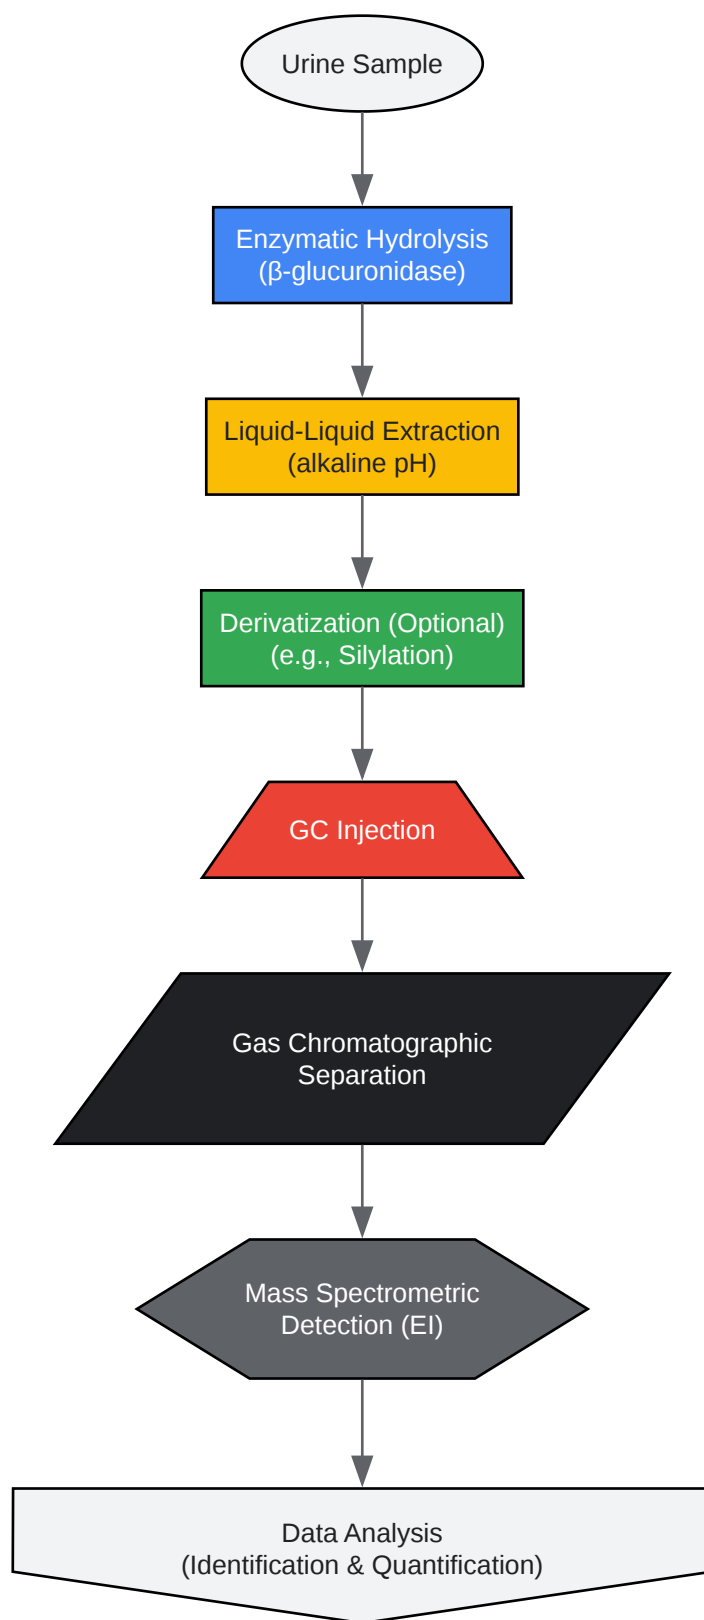 Urine Sample
Enzymatic Hydrolysis
(β-glucuronidase)
Liquid-Liquid Extraction
(alkaline pH)
Derivatization (Optional)
(e.g., Silylation)
GC Injection
Gas Chromatographic
Separation
Mass Spectrometric
Detection (EI)
Data Analysis
(Identification & Quantification)